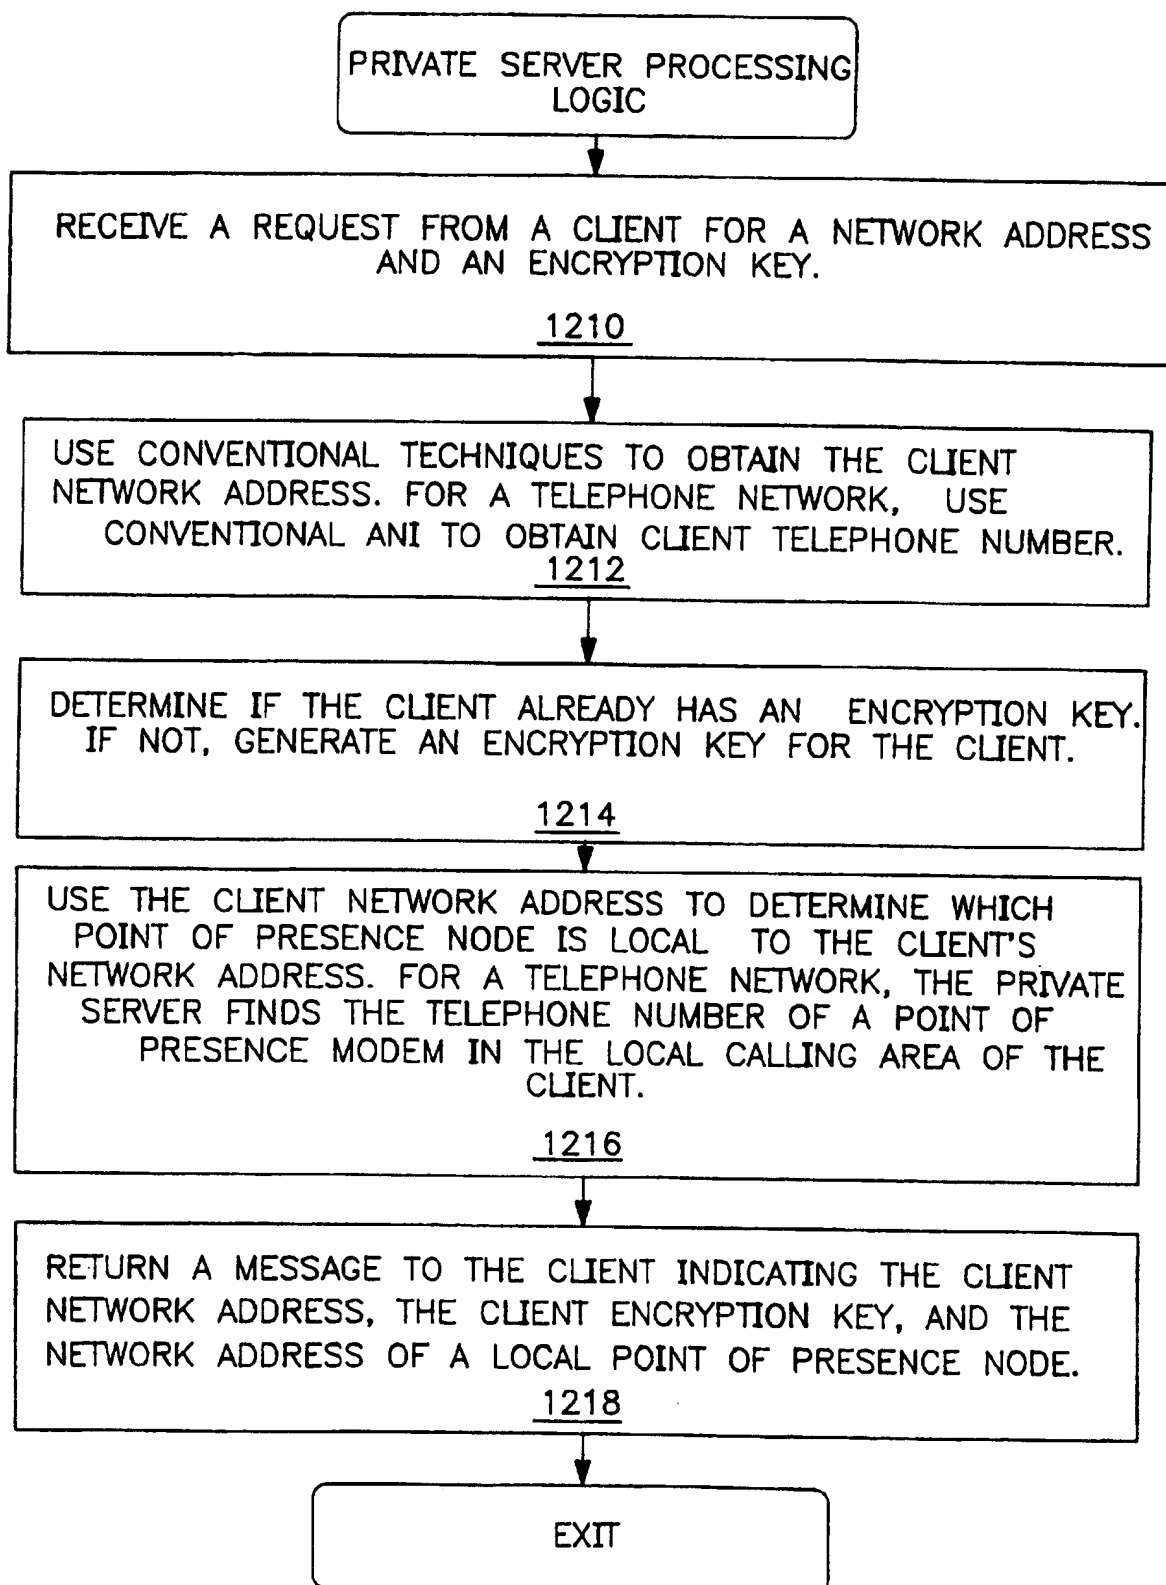 PRIVATE SERVER PROCESSING
LOGIC
RECEIVE A REQUEST FROM A CLIENT FOR A NETWORK ADDRESS
AND AN ENCRYPTION KEY.
1210
USE CONVENTIONAL TECHNIQUES TO OBTAIN THE CLIENT
NETWORK ADDRESS. FOR A TELEPHONE NETWORK, USE
CONVENTIONAL ANI TO OBTAIN CLIENT TELEPHONE NUMBER.
1212
DETERMINE IF THE CLIENT ALREADY HAS AN ENCRYPTION KEY.
IF NOT, GENERATE AN ENCRYPTION KEY FOR THE CLIENT.
1214
USE THE CLIENT NETWORK ADDRESS TO DETERMINE WHICH
POINT OF PRESENCE NODE IS LOCAL TO THE CLIENT'S
NETWORK ADDRESS. FOR A TELEPHONE NETWORK, THE PRIVATE
SERVER FINDS THE TELEPHONE NUMBER OF A POINT OF
PRESENCE MODEM IN THE LOCAL CALLING AREA OF THE
CLIENT.
1216
RETURN A MESSAGE TO THE CLIENT INDICATING THE CLIENT
NETWORK ADDRESS, THE CLIENT ENCRYPTION KEY, AND THE
NETWORK ADDRESS OF A LOCAL POINT OF PRESENCE NODE.
1218
EXIT